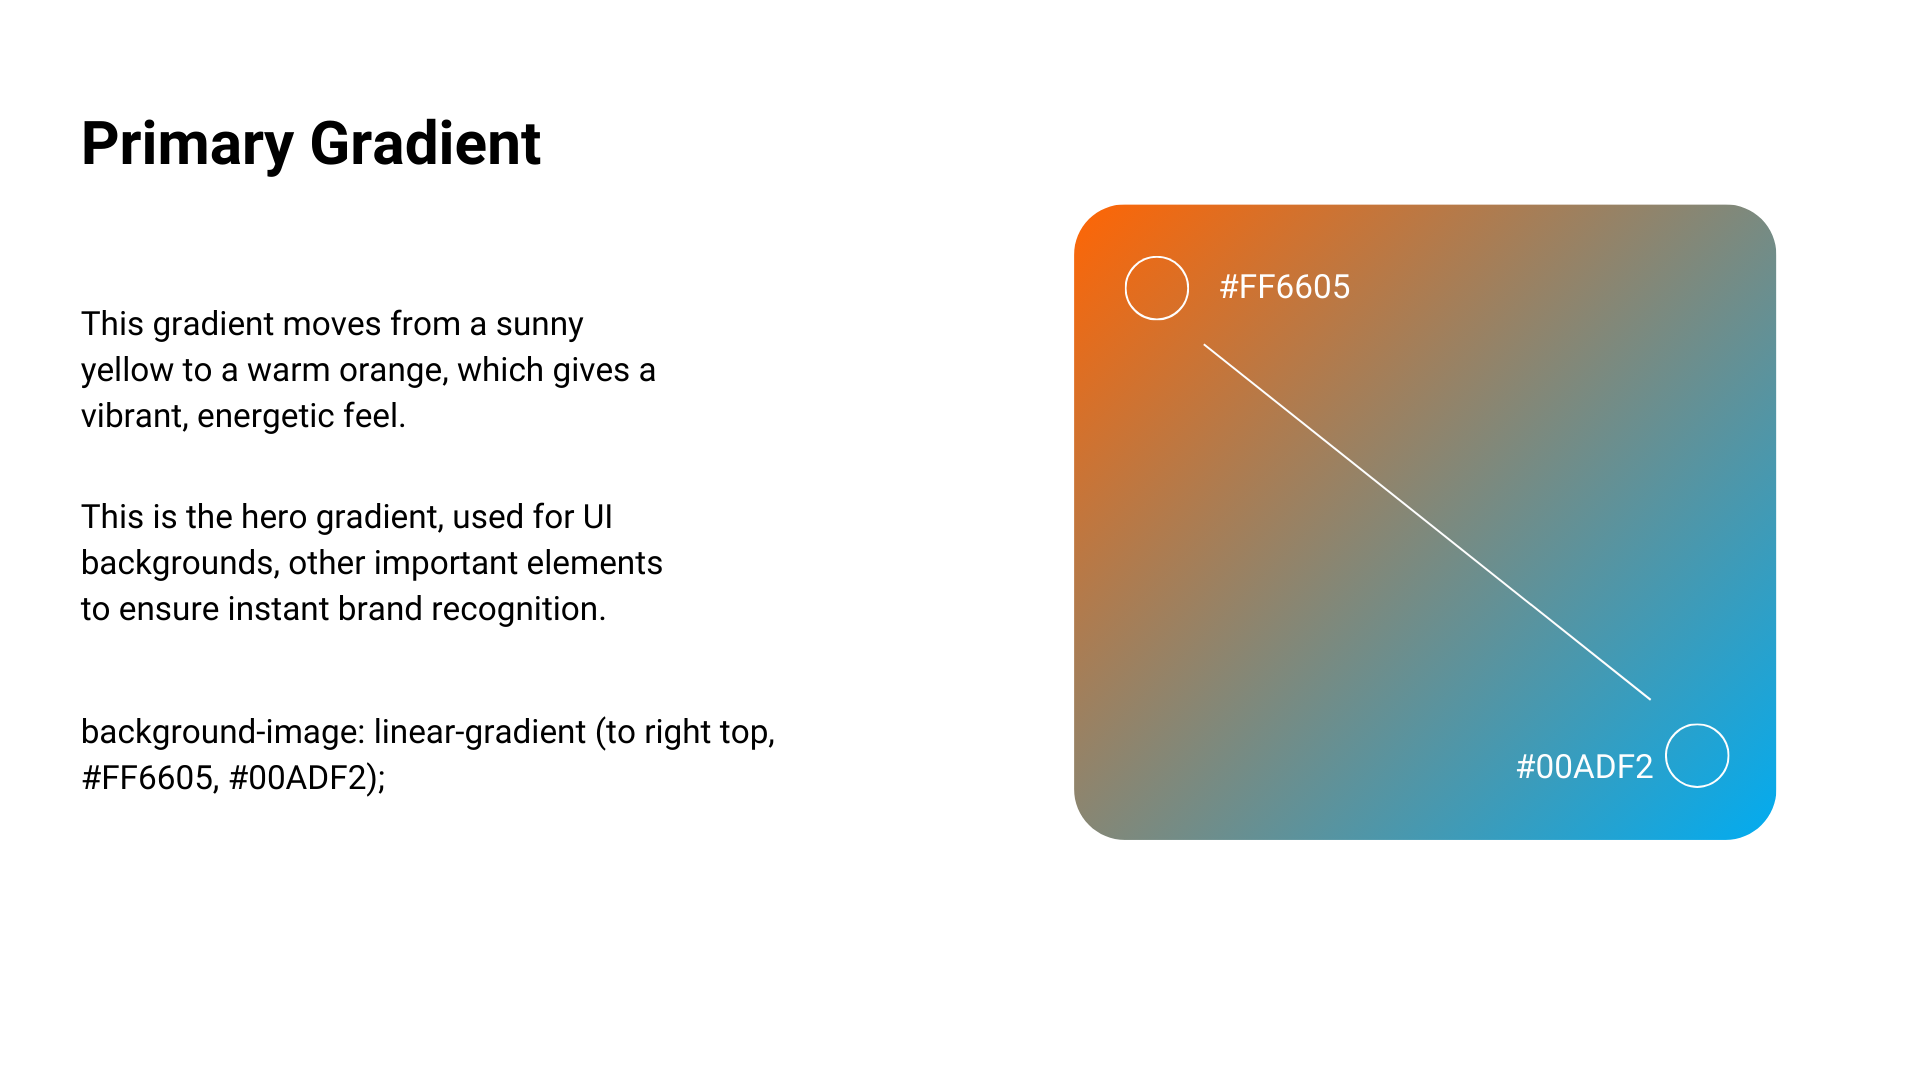 Primary Gradient
This gradient moves from a sunny
yellow to a warm orange, which gives a
vibrant, energetic feel.
This is the hero gradient, used for UI
backgrounds, other important elements
to ensure instant brand recognition.
background-image: linear-gradient (to right top,
#FF6605, #00ADF2);
#FF6605
#00ADF2